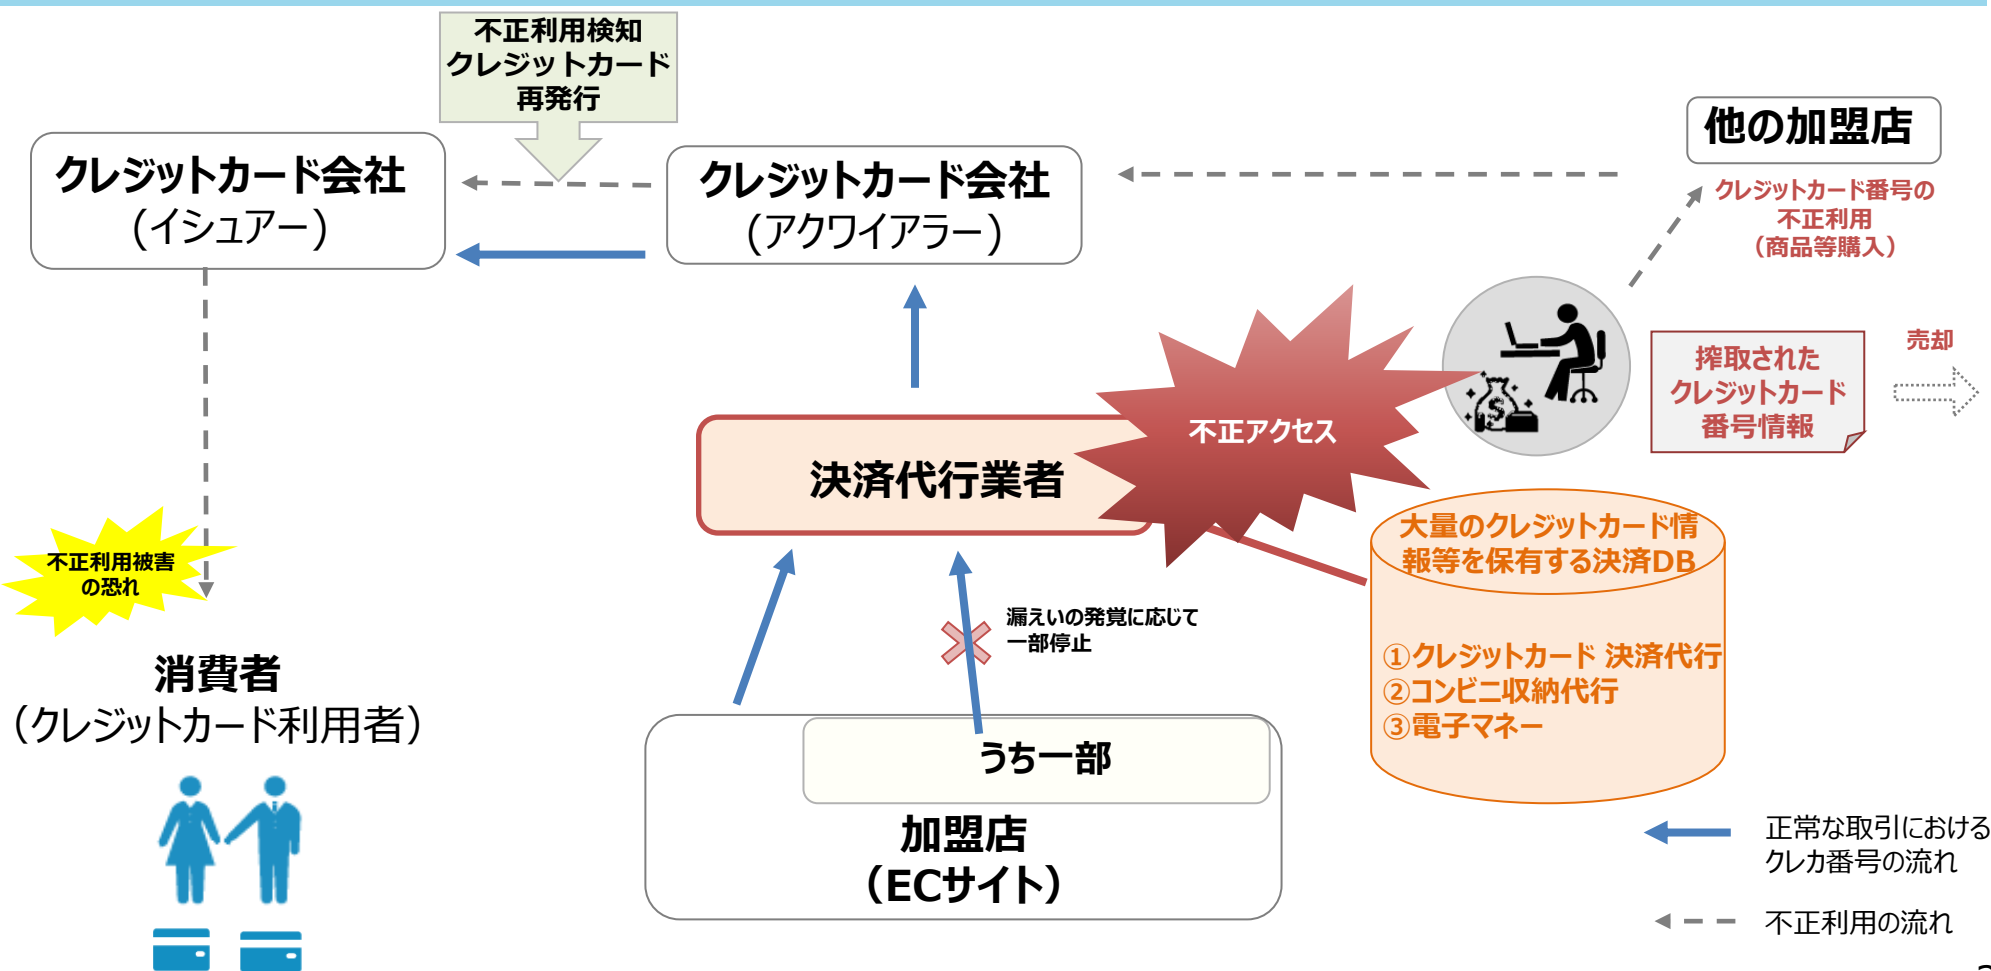 不正利用検知
クレジットカード
再発行
クレジットカード会社
(イシュアー)
クレジットカード会社
(アクワイアラー)
他の加盟店
クレジットカード番号の
不正利用
（商品等購入）
搾取された
クレジットカード
番号情報
売却
不正アクセス
決済代行業者
大量のクレジットカード情
報等を保有する決済DB
①クレジットカード 決済代行
②コンビニ収納代行
③電子マネー
不正利用被害
の恐れ
漏えいの発覚に応じて
一部停止
消費者
（クレジットカード利用者）
うち一部
加盟店
（ECサイト）
正常な取引における
クレカ番号の流れ
不正利用の流れ